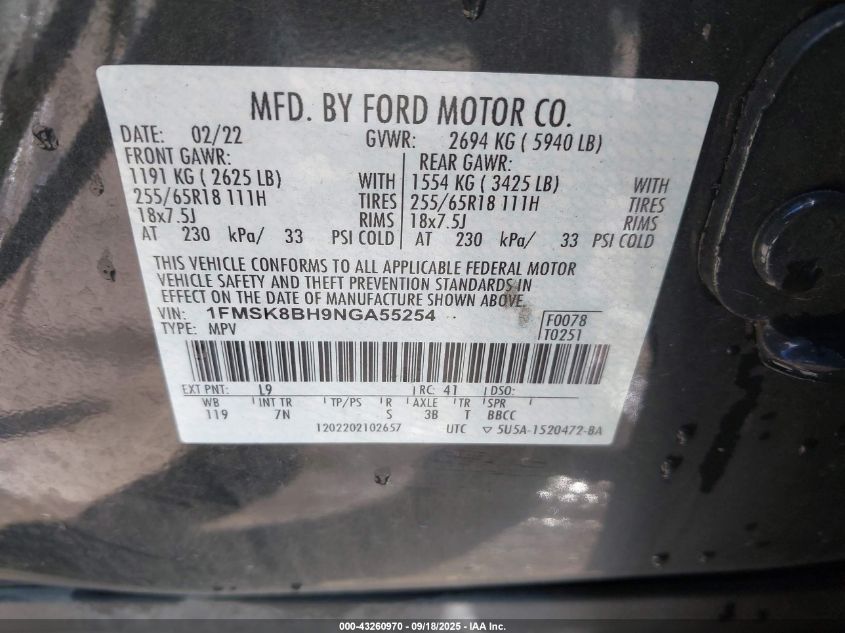 MFD. BY FORD MOTOR CO.
DATE: 02/22 GVWR: 2694 KG ( 5940 LB)
FRONT GAWR: REAR GAWR:
1191 KG ( 2625 LB) WITH 1554 KG ( 3425 LB) WITH
255/65R18 111H TIRES 255/65R18 111H TIRES
18x7.5J RIMS 18x7.5J RIMS
AT 230 kPa/ 33 PSI COLD AT 230 kPa/ 33 PSI COLD
THIS VEHICLE CONFORMS TO ALL APPLICABLE FEDERAL MOTOR
VEHICLE SAFETY AND THEFT PREVENTION STANDARDS IN
EFFECT ON THE DATE OF MANUFACTURE SHOWN ABOVE.
VIN: 1FMSK8BH9NGA55254 F0078
TYPE: MPV T0251
EXT PNT: L9 RC: 41 DSO:
WB INT TR TP/PS R AXLE TR SPR
119 7N S 3B T BBCC
1202202102657 UTC ▽ 5U5A-1520472-BA
000-43260970 - 09/18/2025 - IAA Inc.